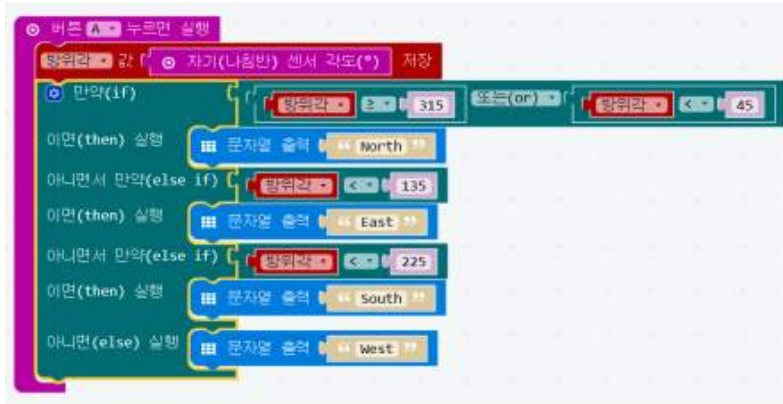 버튼 A 누르면 실행
방위각 값 자기(나침반) 센서 각도(°) 저장
만약(if) 방위각 ≥ 315 또는(or) 방위각 < 45
이면(then) 실행 문자열 출력 “ North ”
아니면서 만약(else if) 방위각 < 135
이면(then) 실행 문자열 출력 “ East ”
아니면서 만약(else if) 방위각 < 225
이면(then) 실행 문자열 출력 “ South ”
아니면(else) 실행 문자열 출력 “ West ”